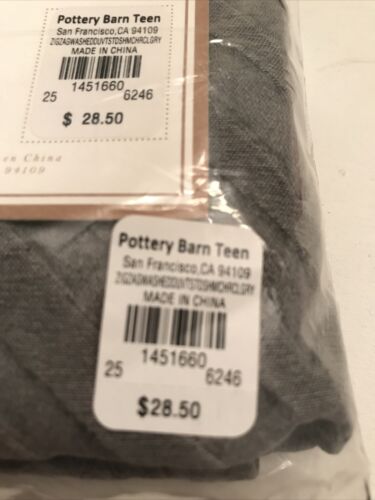 Pottery Barn Teen
San Francisco,CA 94109
ZIGZAGWASHEDDUVTSTDSHMCHRCLGRY
MADE IN CHINA
1451660
25 6246
$ 28.50
en China
94109
Pottery Barn Teen
San Francisco,CA 94109
ZIGZAGWASHEDDUVTSTDSHMCHRCLGRY
MADE IN CHINA
1451660
25 6246
$28.50